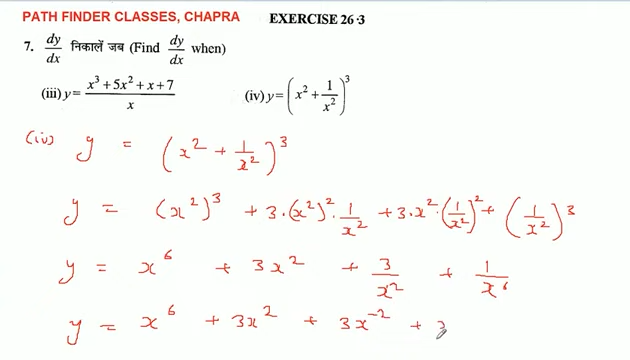 PATH FINDER CLASSES, CHAPRA EXERCISE 26·3
7. dy/dx निकालें जब (Find dy/dx when)
(iii) y = (x³ + 5x² + x + 7)/x (iv) y = (x² + 1/x²)³
(iv) y = (x² + 1/x²)³
y = (x²)³ + 3·(x²)²·1/x² + 3·x²·(1/x²)² + (1/x²)³
y = x⁶ + 3x² + 3/x² + 1/x⁶
y = x⁶ + 3x² + 3x⁻² +